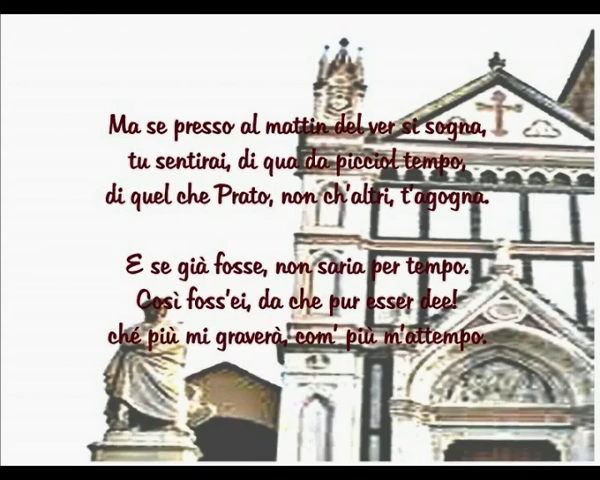 Ma se presso al mattin del ver si sogna,
tu sentirai, di qua da picciol tempo,
di quel che Prato, non ch'altri, t'agogna.
E se già fosse, non saria per tempo.
Così foss'ei, da che pur esser dee!
ché più mi graverà, com' più m'attempo.